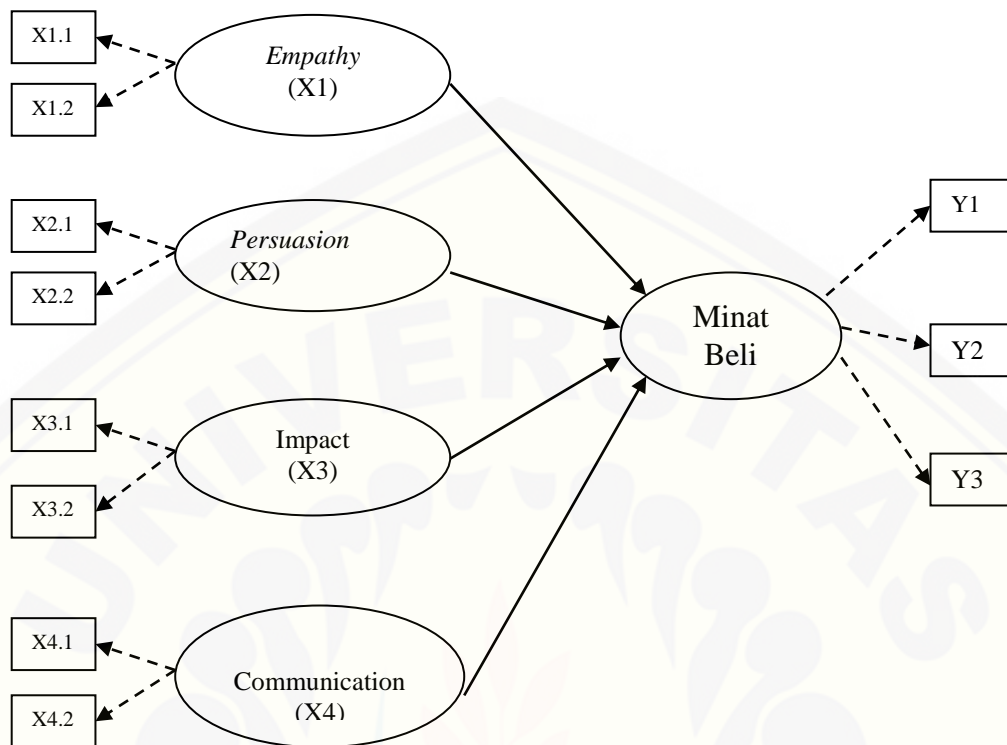 X1.1
X1.2
Empathy
(X1)
X2.1
X2.2
Persuasion
(X2)
X3.1
X3.2
Impact
(X3)
X4.1
X4.2
Communication
(X4)
Minat
Beli
Y1
Y2
Y3
UNIVERSITAS